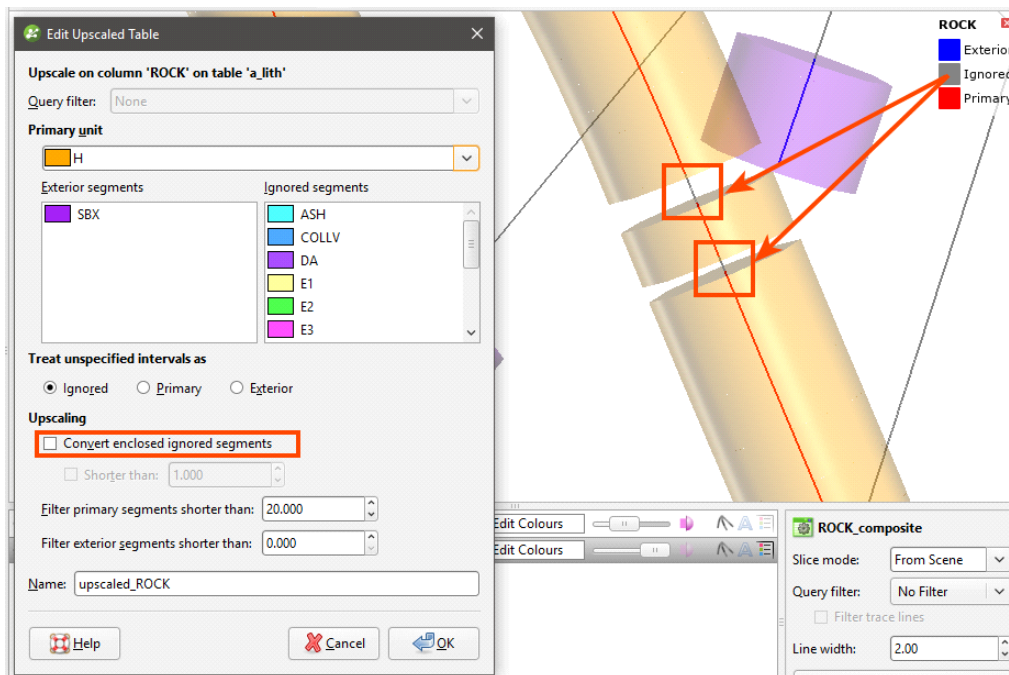 Edit Upscaled Table
Upscale on column 'ROCK' on table 'a_lith'
Query filter: None
Primary unit
H
Exterior segments Ignored segments
SBX ASH
COLLV
DA
E1
E2
E3
Treat unspecified intervals as
Ignored Primary Exterior
Upscaling
Convert enclosed ignored segments
Shorter than: 1.000
Filter primary segments shorter than: 20.000
Filter exterior segments shorter than: 0.000
Name: upscaled_ROCK
Help Cancel OK
ROCK
Exterior
Ignored
Primary
Edit Colours
Edit Colours
ROCK_composite
Slice mode: From Scene
Query filter: No Filter
Filter trace lines
Line width: 2.00